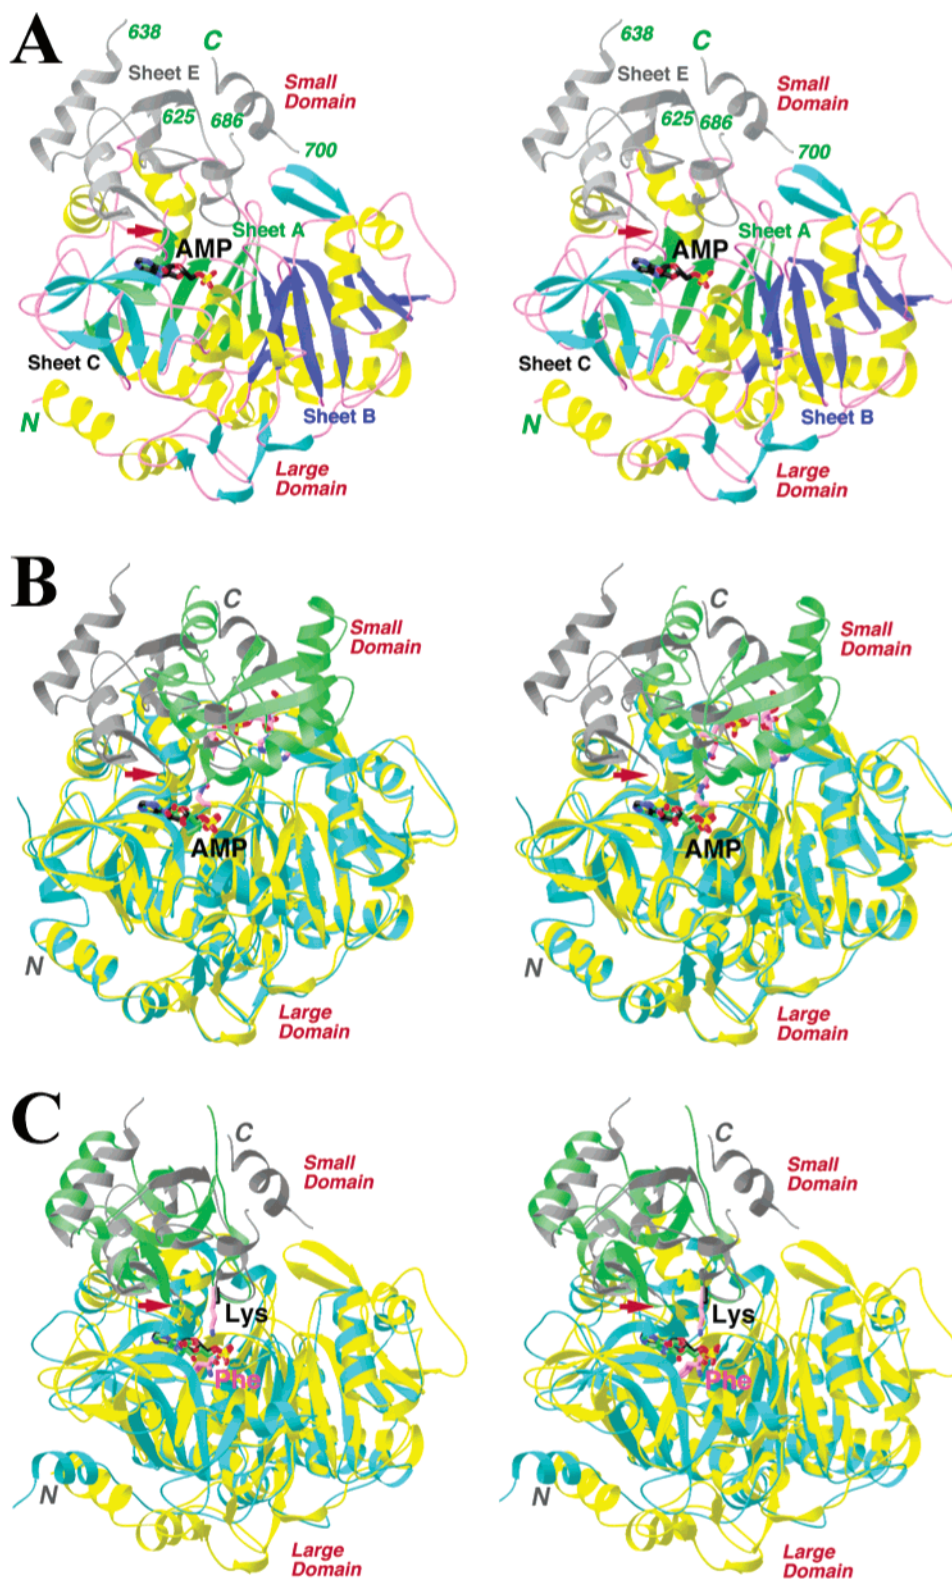 A
638
C
Sheet E
Small
Domain
625
686
700
Sheet A
AMP
Sheet C
N
Sheet B
Large
Domain
638
C
Sheet E
Small
Domain
625
686
700
Sheet A
AMP
Sheet C
N
Sheet B
Large
Domain
B
C
Small
Domain
AMP
N
Large
Domain
C
Small
Domain
AMP
N
Large
Domain
C
C
Small
Domain
Lys
Phe
N
Large
Domain
C
Small
Domain
Lys
Phe
N
Large
Domain